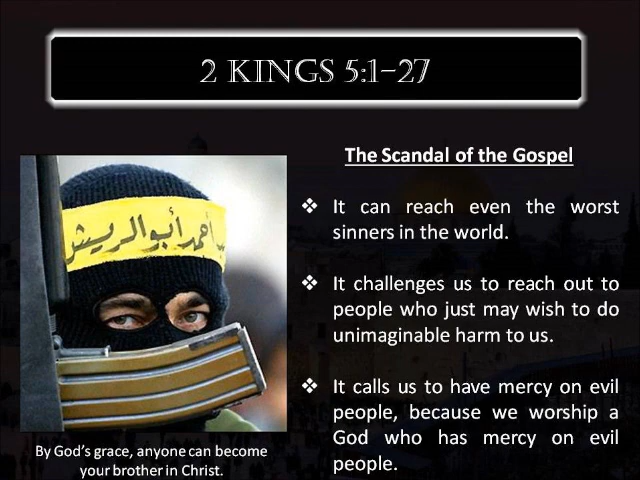 2 KINGS 5:1–27
The Scandal of the Gospel
❖ It can reach even the worst
sinners in the world.
❖ It challenges us to reach out to
people who just may wish to do
unimaginable harm to us.
❖ It calls us to have mercy on evil
people, because we worship a
God who has mercy on evil
people.
أحمد أبو الريش
By God's grace, anyone can become
your brother in Christ.